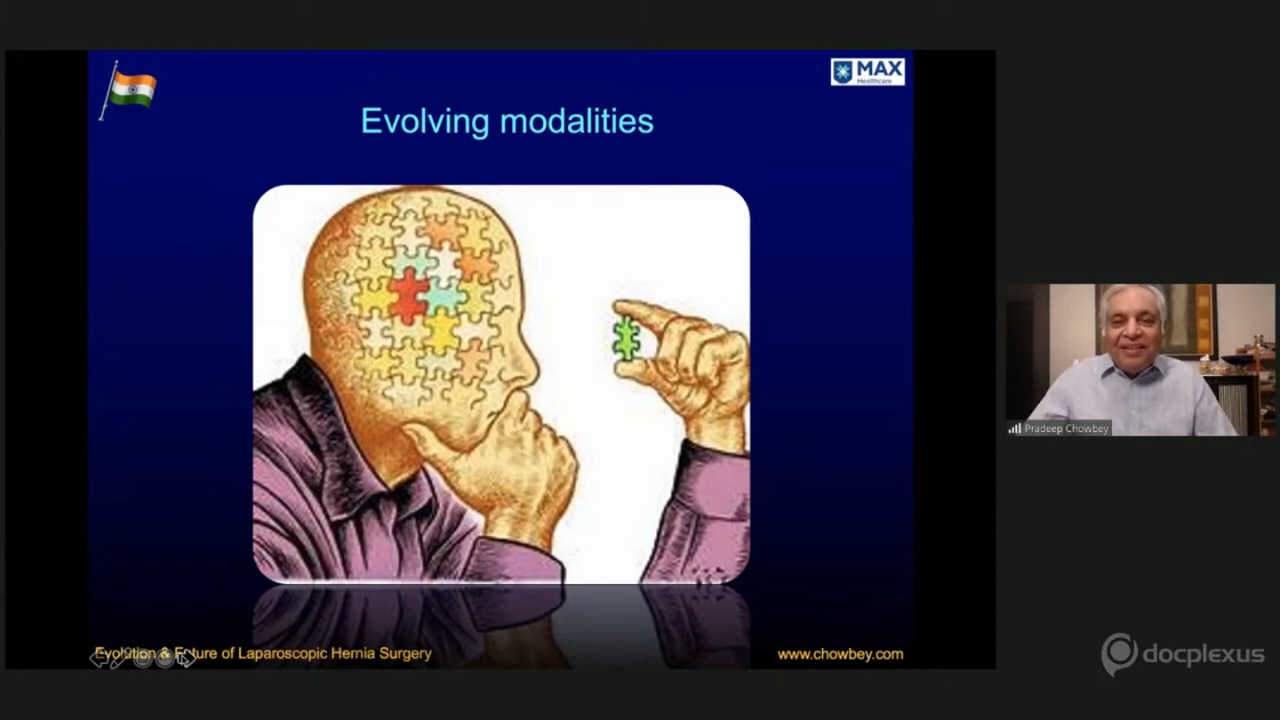 MAX
Healthcare
Evolving modalities
Pradeep Chowbey
Evolution & Future of Laparoscopic Hernia Surgery
www.chowbey.com
docplexus